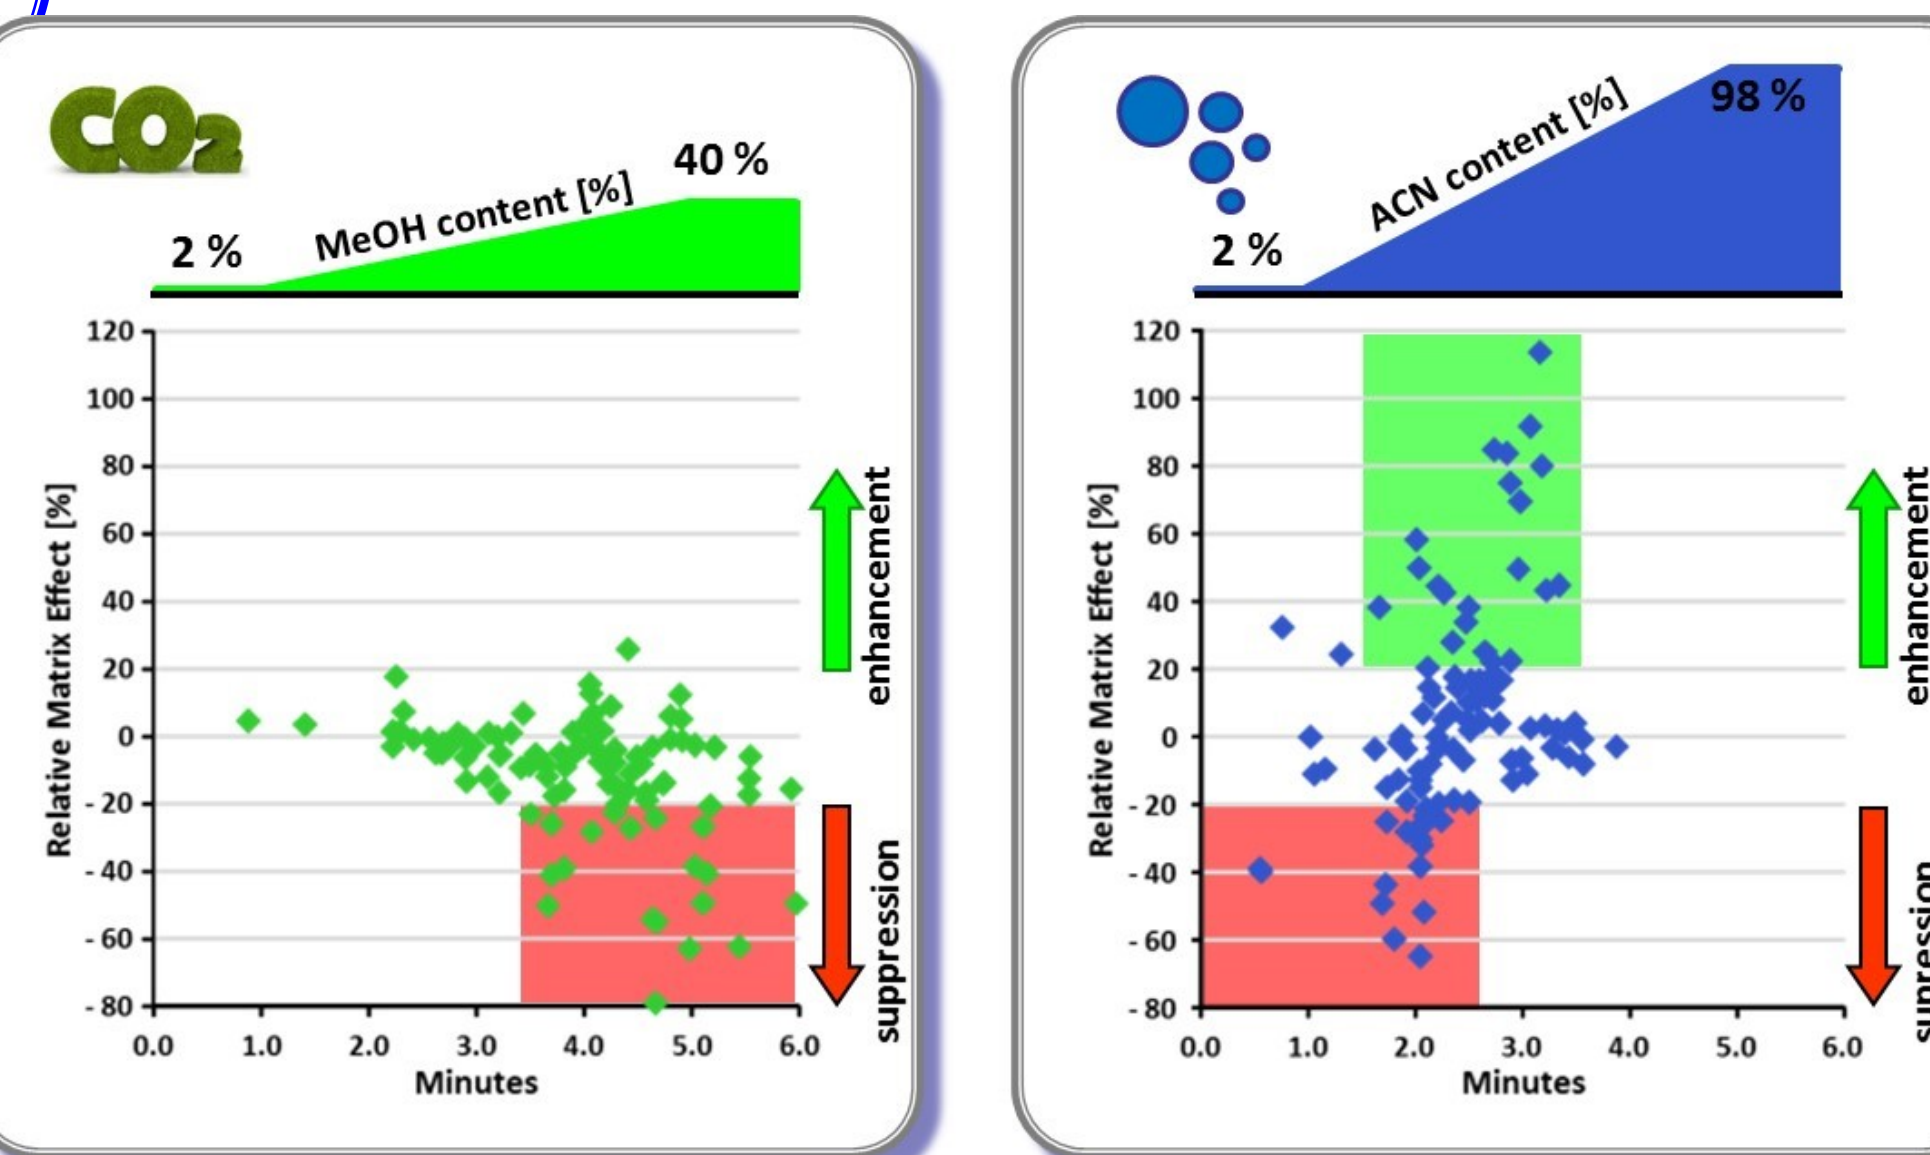 CO2
40 %
MeOH content [%]
2 %
120
100
80
60
40
20
0
- 20
- 40
- 60
- 80
Relative Matrix Effect [%]
0.0 1.0 2.0 3.0 4.0 5.0 6.0
Minutes
enhancement
suppression
98 %
ACN content [%]
2 %
120
100
80
60
40
20
0
- 20
- 40
- 60
- 80
Relative Matrix Effect [%]
0.0 1.0 2.0 3.0 4.0 5.0 6.0
Minutes
enhancement
suppression